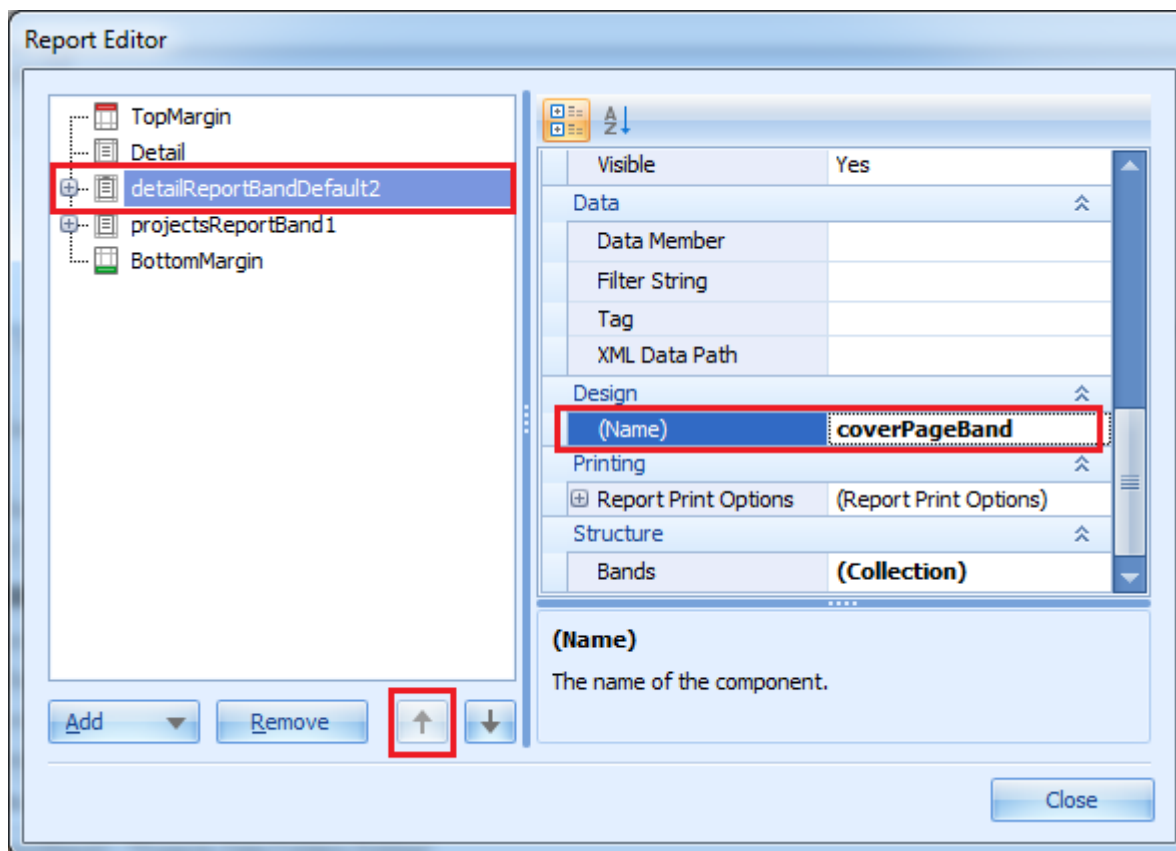 Report Editor
TopMargin
Detail
detailReportBandDefault2
projectsReportBand1
BottomMargin
Add
Remove
A
Z
Visible Yes
Data
Data Member
Filter String
Tag
XML Data Path
Design
(Name) coverPageBand
Printing
Report Print Options (Report Print Options)
Structure
Bands (Collection)
(Name)
The name of the component.
Close